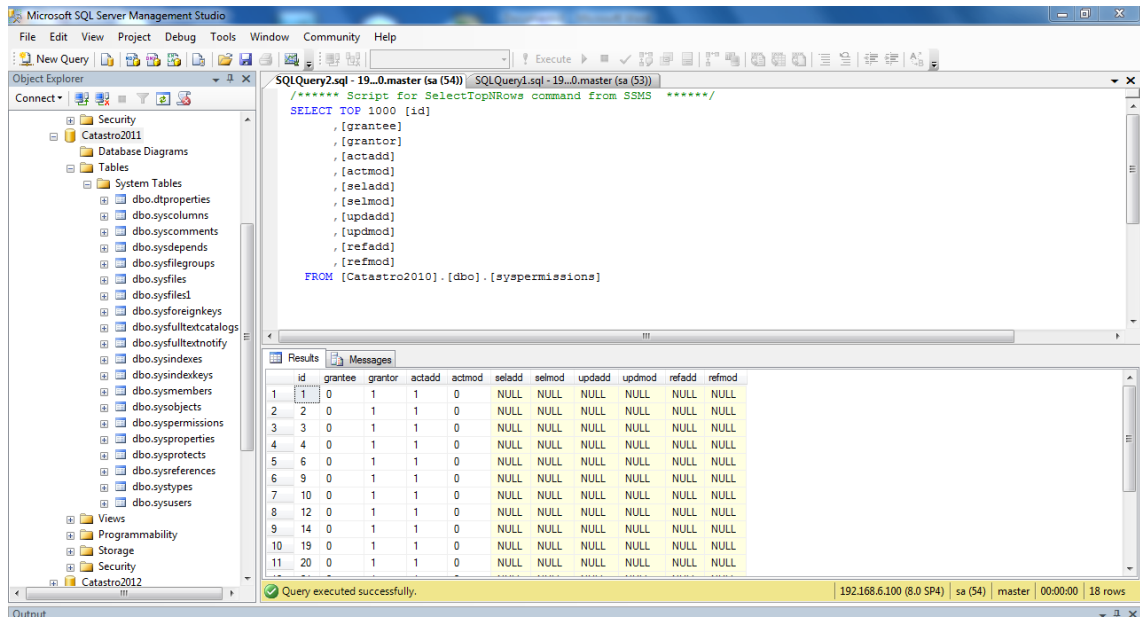 Microsoft SQL Server Management Studio
File Edit View Project Debug Tools Window Community Help
New Query Execute
Object Explorer
Connect
Security
Catastro2011
Database Diagrams
Tables
System Tables
dbo.dtproperties
dbo.syscolumns
dbo.syscomments
dbo.sysdepends
dbo.sysfilegroups
dbo.sysfiles
dbo.sysfiles1
dbo.sysforeignkeys
dbo.sysfulltextcatalogs
dbo.sysfulltextnotify
dbo.sysindexes
dbo.sysindexkeys
dbo.sysmembers
dbo.sysobjects
dbo.syspermissions
dbo.sysproperties
dbo.sysprotects
dbo.sysreferences
dbo.systypes
dbo.sysusers
Views
Programmability
Storage
Security
Catastro2012
SQLQuery2.sql - 19...0.master (sa (54)) SQLQuery1.sql - 19...0.master (sa (53))
/****** Script for SelectTopNRows command from SSMS ******/
SELECT TOP 1000 [id]
,[grantee]
,[grantor]
,[actadd]
,[actmod]
,[seladd]
,[selmod]
,[updadd]
,[updmod]
,[refadd]
,[refmod]
FROM [Catastro2010].[dbo].[syspermissions]
Results Messages
id grantee grantor actadd actmod seladd selmod updadd updmod refadd refmod
1 1 0 1 1 0 NULL NULL NULL NULL NULL NULL
2 2 0 1 1 0 NULL NULL NULL NULL NULL NULL
3 3 0 1 1 0 NULL NULL NULL NULL NULL NULL
4 4 0 1 1 0 NULL NULL NULL NULL NULL NULL
5 6 0 1 1 0 NULL NULL NULL NULL NULL NULL
6 9 0 1 1 0 NULL NULL NULL NULL NULL NULL
7 10 0 1 1 0 NULL NULL NULL NULL NULL NULL
8 12 0 1 1 0 NULL NULL NULL NULL NULL NULL
9 14 0 1 1 0 NULL NULL NULL NULL NULL NULL
10 19 0 1 1 0 NULL NULL NULL NULL NULL NULL
11 20 0 1 1 0 NULL NULL NULL NULL NULL NULL
Query executed successfully. 192.168.6.100 (8.0 SP4) sa (54) master 00:00:00 18 rows
Output